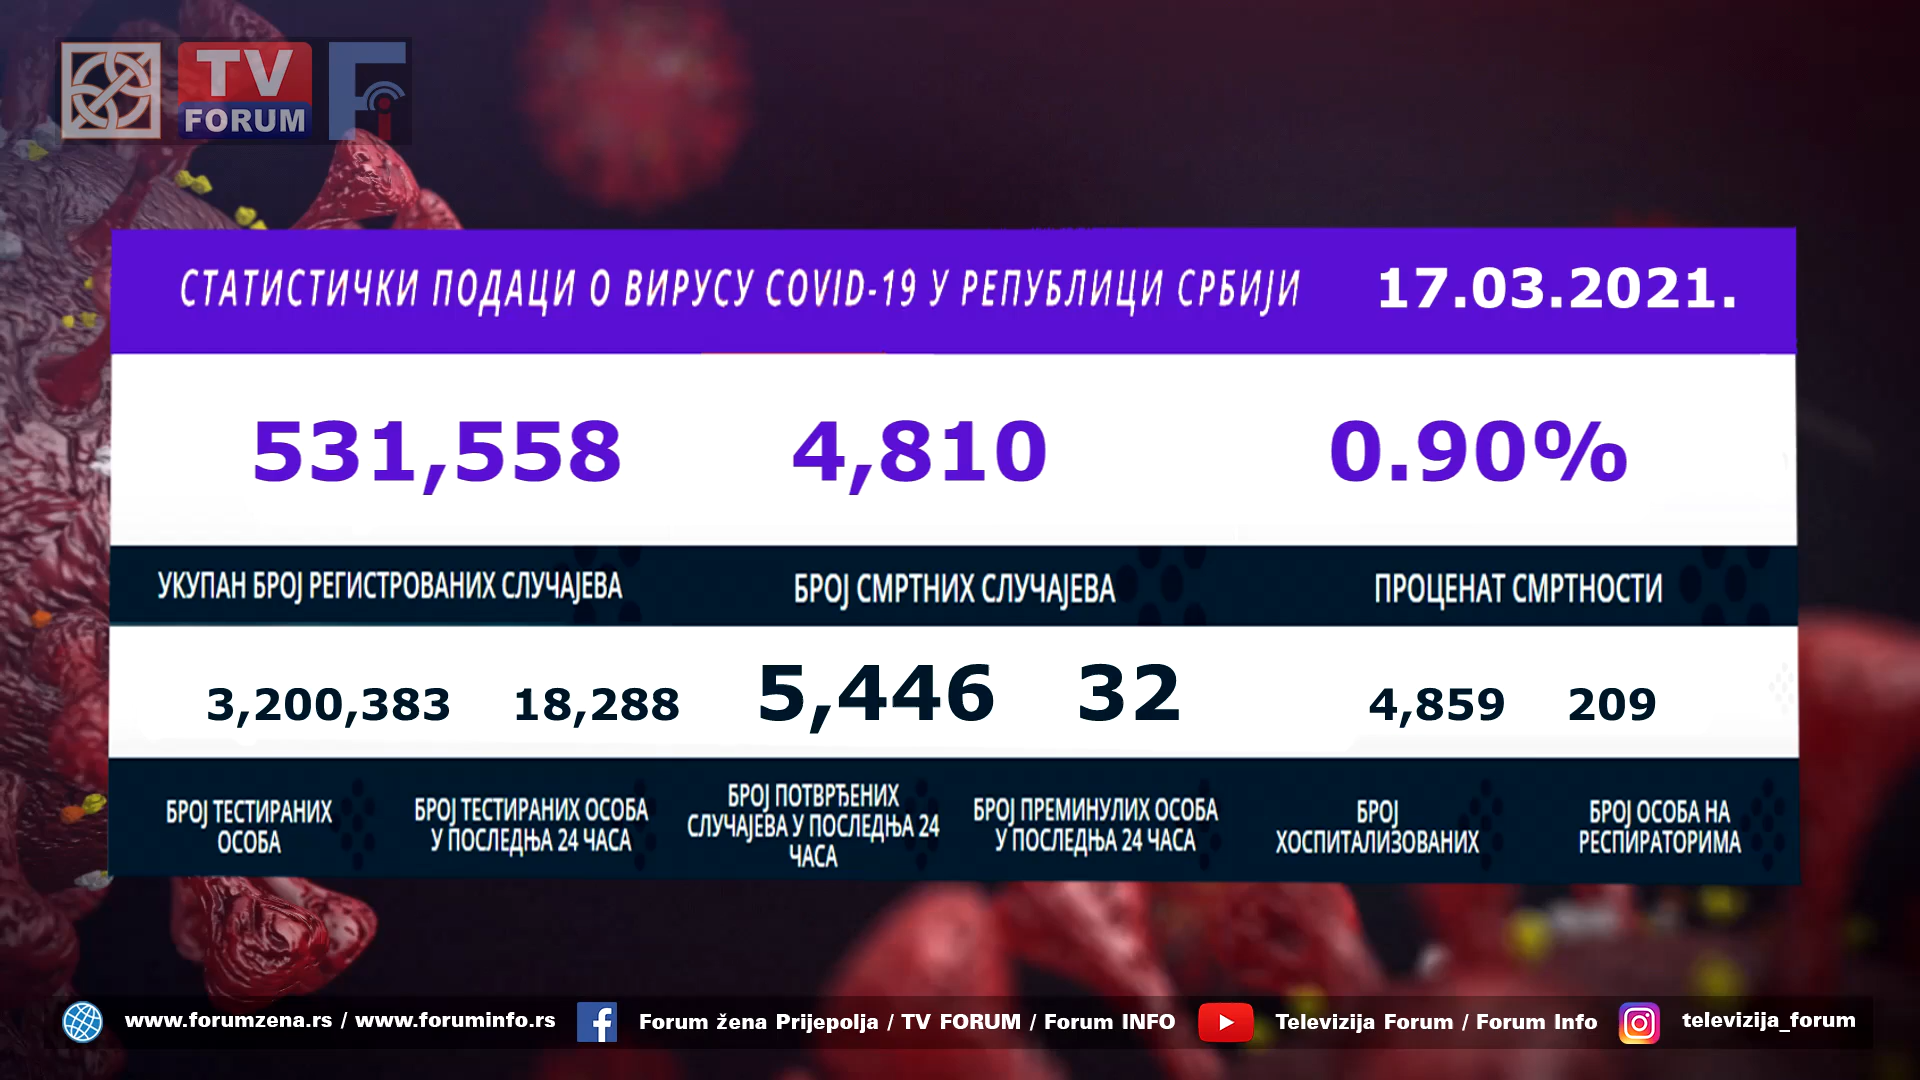 TV
FORUM
Fi
СТАТИСТИЧКИ ПОДАЦИ О ВИРУСУ COVID-19 У РЕПУБЛИЦИ СРБИЈИ 17.03.2021.
531,558 4,810 0.90%
УКУПАН БРОЈ РЕГИСТРОВАНИХ СЛУЧАЈЕВА БРОЈ СМРТНИХ СЛУЧАЈЕВА ПРОЦЕНАТ СМРТНОСТИ
3,200,383 18,288 5,446 32 4,859 209
БРОЈ ТЕСТИРАНИХ
ОСОБА
БРОЈ ТЕСТИРАНИХ ОСОБА
У ПОСЛЕДЊА 24 ЧАСА
БРОЈ ПОТВРЂЕНИХ
СЛУЧАЈЕВА У ПОСЛЕДЊА 24
ЧАСА
БРОЈ ПРЕМИНУЛИХ ОСОБА
У ПОСЛЕДЊА 24 ЧАСА
БРОЈ
ХОСПИТАЛИЗОВАНИХ
БРОЈ ОСОБА НА
РЕСПИРАТОРИМА
www.forumzena.rs / www.foruminfo.rs Forum žena Prijepolja / TV FORUM / Forum INFO Televizija Forum / Forum Info televizija_forum